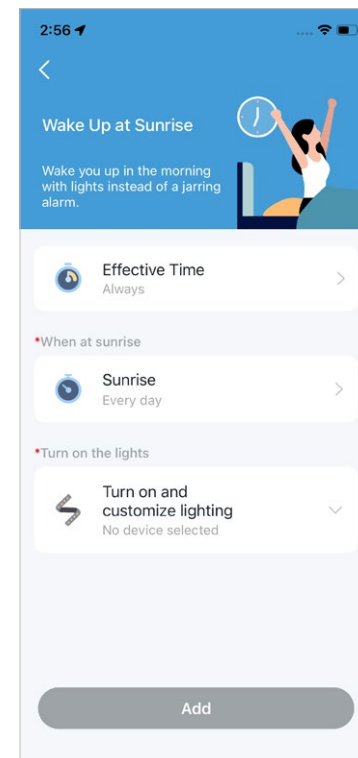 2:56
Wake Up at Sunrise
Wake you up in the morning
with lights instead of a jarring
alarm.
Effective Time
Always
*When at sunrise
Sunrise
Every day
*Turn on the lights
Turn on and
customize lighting
No device selected
Add